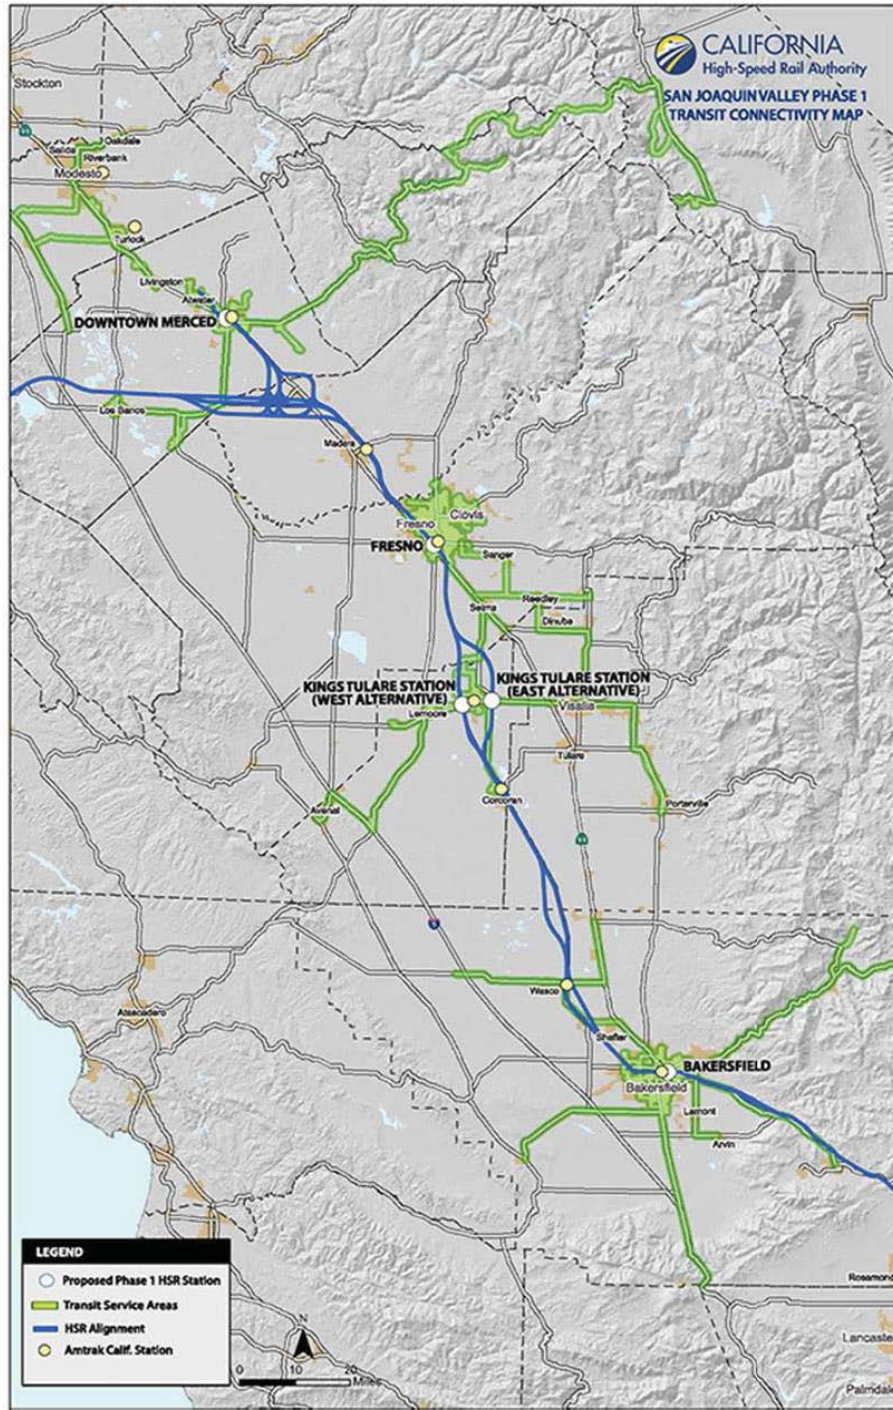 CALIFORNIA
High-Speed Rail Authority
SAN JOAQUIN VALLEY PHASE 1
TRANSIT CONNECTIVITY MAP
Stockton
Oakdale
Salida
Riverbank
Modesto
Turlock
Livingston
Atwater
DOWNTOWN MERCED
Los Banos
Madera
Clovis
Fresno
FRESNO
Sanger
Reedley
Selma
Dinuba
KINGS TULARE STATION
(WEST ALTERNATIVE)
KINGS TULARE STATION
(EAST ALTERNATIVE)
Lemoore
Visalia
Tulare
Corcoran
Avenal
Porterville
99
5
Wasco
Atascadero
Shafter
BAKERSFIELD
Bakersfield
Lamont
Arvin
Rosamond
Lancaster
Palmdale
LEGEND
Proposed Phase 1 HSR Station
Transit Service Areas
HSR Alignment
Amtrak Calif. Station
N
0 10 20
Miles